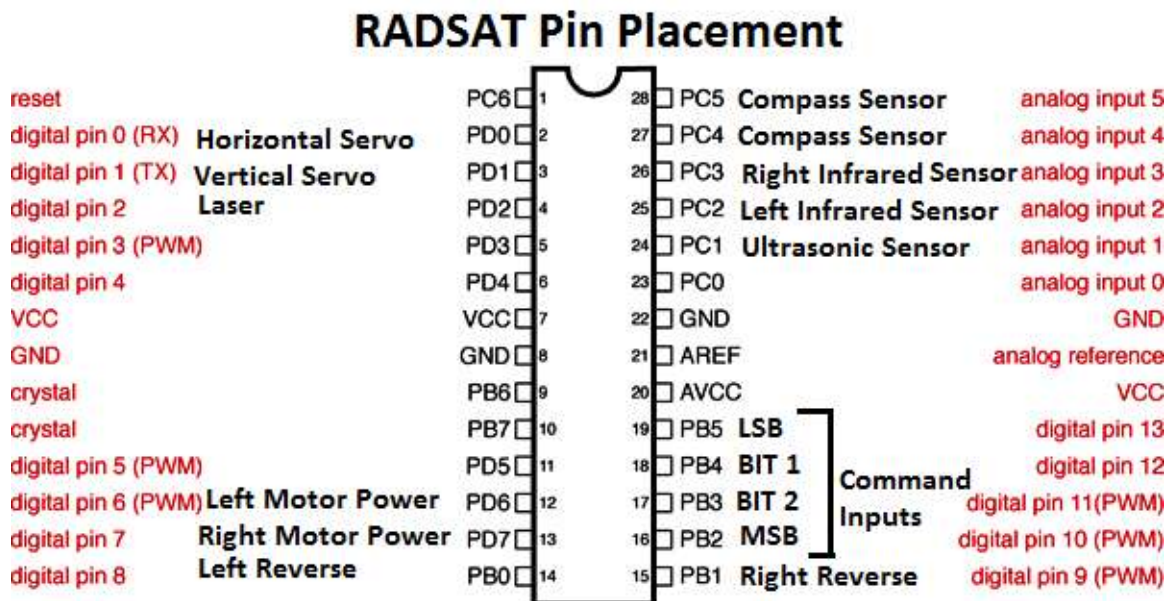 RADSAT Pin Placement
reset PC6 1 28 PC5 Compass Sensor analog input 5
digital pin 0 (RX) Horizontal Servo PD0 2 27 PC4 Compass Sensor analog input 4
digital pin 1 (TX) Vertical Servo PD1 3 26 PC3 Right Infrared Sensor analog input 3
digital pin 2 Laser PD2 4 25 PC2 Left Infrared Sensor analog input 2
digital pin 3 (PWM) PD3 5 24 PC1 Ultrasonic Sensor analog input 1
digital pin 4 PD4 6 23 PC0 analog input 0
VCC VCC 7 22 GND GND
GND GND 8 21 AREF analog reference
crystal PB6 9 20 AVCC VCC
crystal PB7 10 19 PB5 LSB digital pin 13
digital pin 5 (PWM) PD5 11 18 PB4 BIT 1 digital pin 12
digital pin 6 (PWM) Left Motor Power PD6 12 17 PB3 BIT 2 digital pin 11(PWM)
digital pin 7 Right Motor Power PD7 13 16 PB2 MSB digital pin 10 (PWM)
digital pin 8 Left Reverse PB0 14 15 PB1 Right Reverse digital pin 9 (PWM)
Command
Inputs